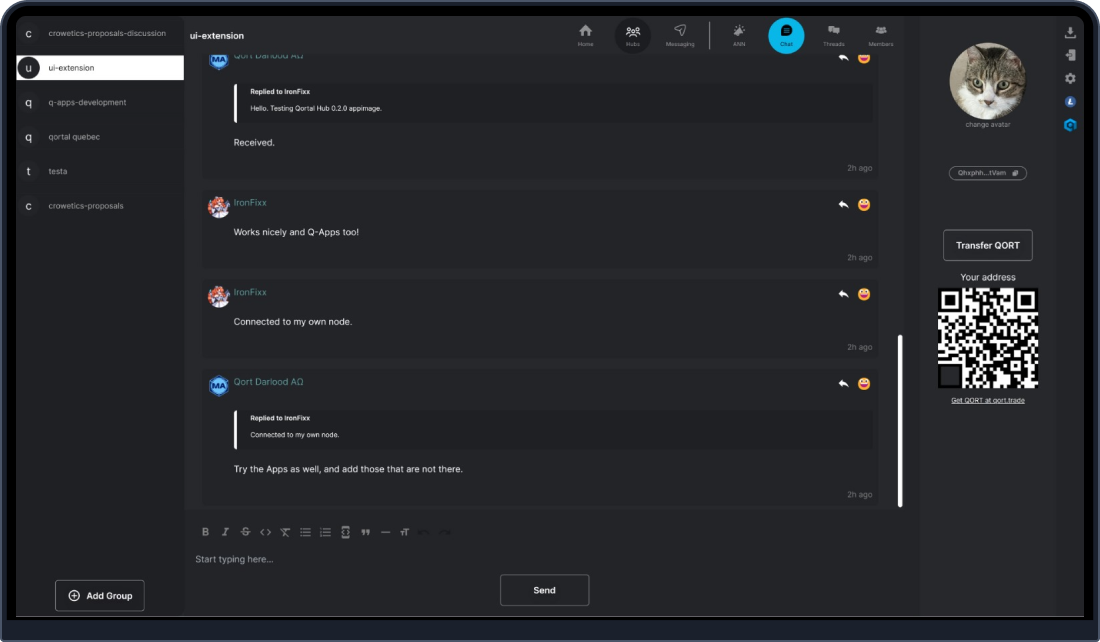 c crowetics-proposals-discussion
u ui-extension
q q-apps-development
q qortal quebec
t testa
c crowetics-proposals
Add Group
ui-extension
Home
Hubs
Messaging
ANN
Chat
Threads
Members
MA Qort Darlood AΩ
Replied to IronFixx
Hello. Testing Qortal Hub 0.2.0 appimage.
Received.
2h ago
IronFixx
Works nicely and Q-Apps too!
2h ago
IronFixx
Connected to my own node.
2h ago
MA Qort Darlood AΩ
Replied to IronFixx
Connected to my own node.
Try the Apps as well, and add those that are not there.
2h ago
Start typing here...
Send
change avatar
Qhxphh...tVam
Transfer QORT
Your address
Get QORT at qort.trade